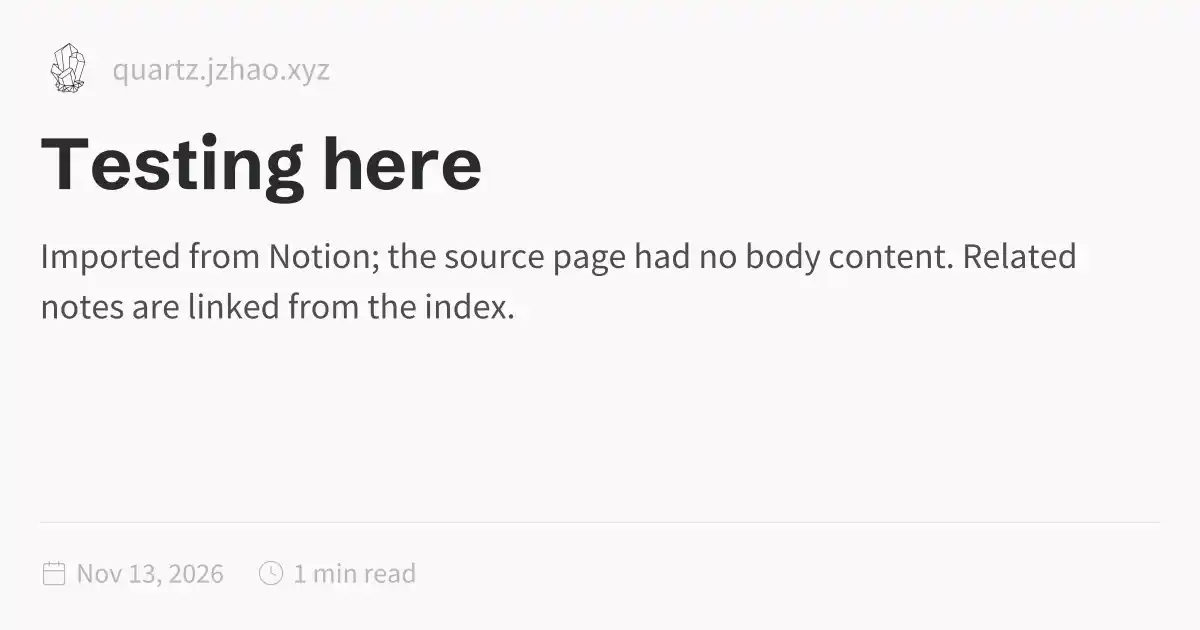 quartz.jzhao.xyz
Testing here
Imported from Notion; the source page had no body content. Related
notes are linked from the index.
Nov 13, 2026 1 min read